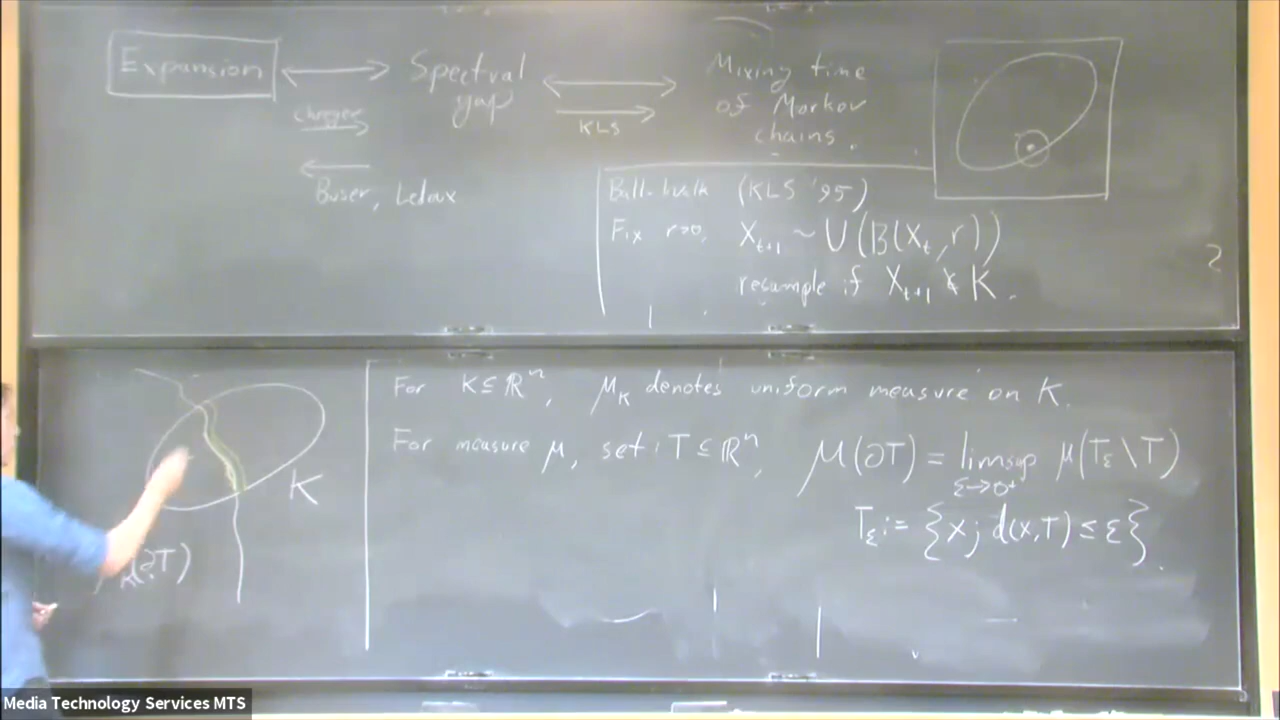 Expansion ⟷ Spectral gap ⟷ Mixing time of Markov chains.
Cheeger →
KLS →
← Buser, Ledoux
Ball-walk (KLS '95)
Fix r>0, X_{t+1} ~ U(B(X_t, r))
resample if X_{t+1} ∉ K.
K
(∂T)
For K ⊆ ℝⁿ, μ_K denotes uniform measure on K.
For measure μ, set T ⊆ ℝⁿ, μ(∂T) = limsup_{ε→0⁺} μ(T_ε \ T)
T_ε := {x; d(x,T) ≤ ε}.
Media Technology Services MTS